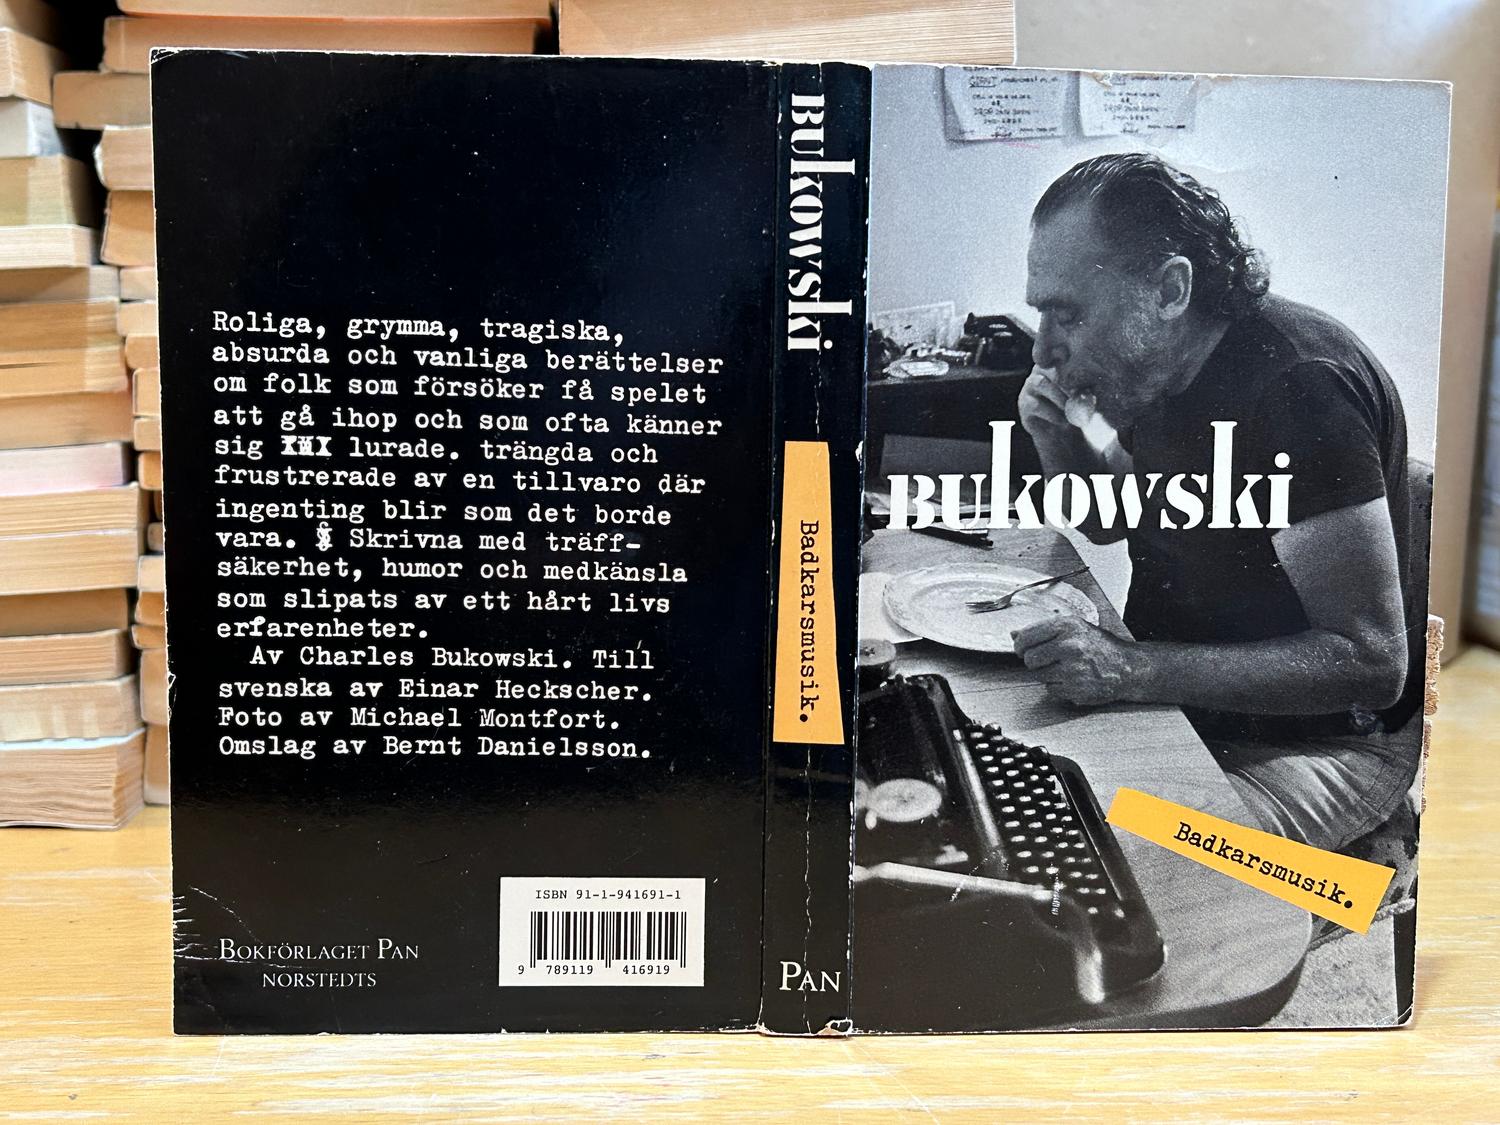 Roliga, grymma, tragiska,
absurda och vanliga berättelser
om folk som försöker få spelet
att gå ihop och som ofta känner
sig lurade. trängda och
frustrerade av en tillvaro där
ingenting blir som det borde
vara. § Skrivna med träff-
säkerhet, humor och medkänsla
som slipats av ett hårt livs
erfarenheter.
Av Charles Bukowski. Till
svenska av Einar Heckscher.
Foto av Michael Montfort.
Omslag av Bernt Danielsson.
BOKFÖRLAGET PAN
NORSTEDTS
ISBN 91-1-941691-1
9 789119 416919
BUKOWSKI
Badkarsmusik.
PAN
GIANT
BUKOWSKI
Badkarsmusik.